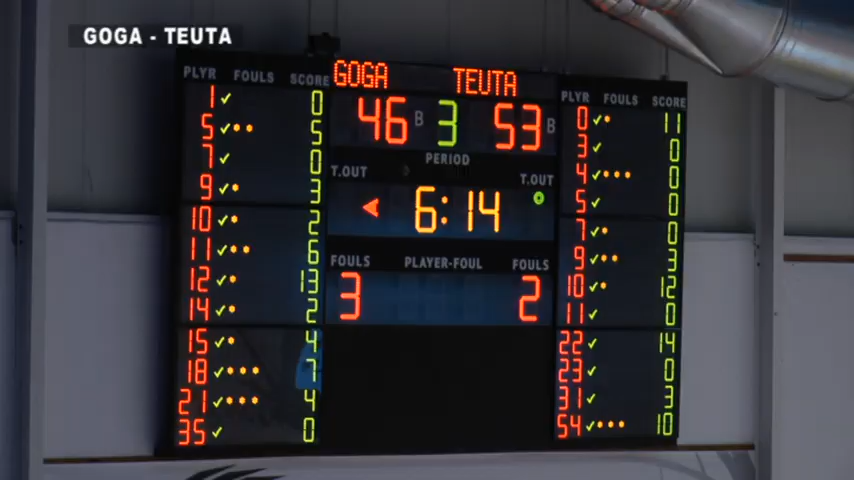 GOGA - TEUTA
PLYR FOULS SCORE
1 ✓ 0
5 ✓ 5
7 ✓ 0
9 ✓ 3
10 ✓ 2
11 ✓ 6
12 ✓ 13
14 ✓ 2
15 ✓ 4
18 ✓ 7
21 ✓ 4
35 ✓ 0
GOGA TEUTA
46 B 3 53 B
PERIOD
T.OUT T.OUT
6:14
FOULS PLAYER-FOUL FOULS
3 2
PLYR FOULS SCORE
0 ✓ 11
3 ✓ 0
4 ✓ 0
5 ✓ 0
7 ✓ 0
9 ✓ 3
10 ✓ 12
11 ✓ 0
22 ✓ 14
23 ✓ 0
31 ✓ 3
54 ✓ 10